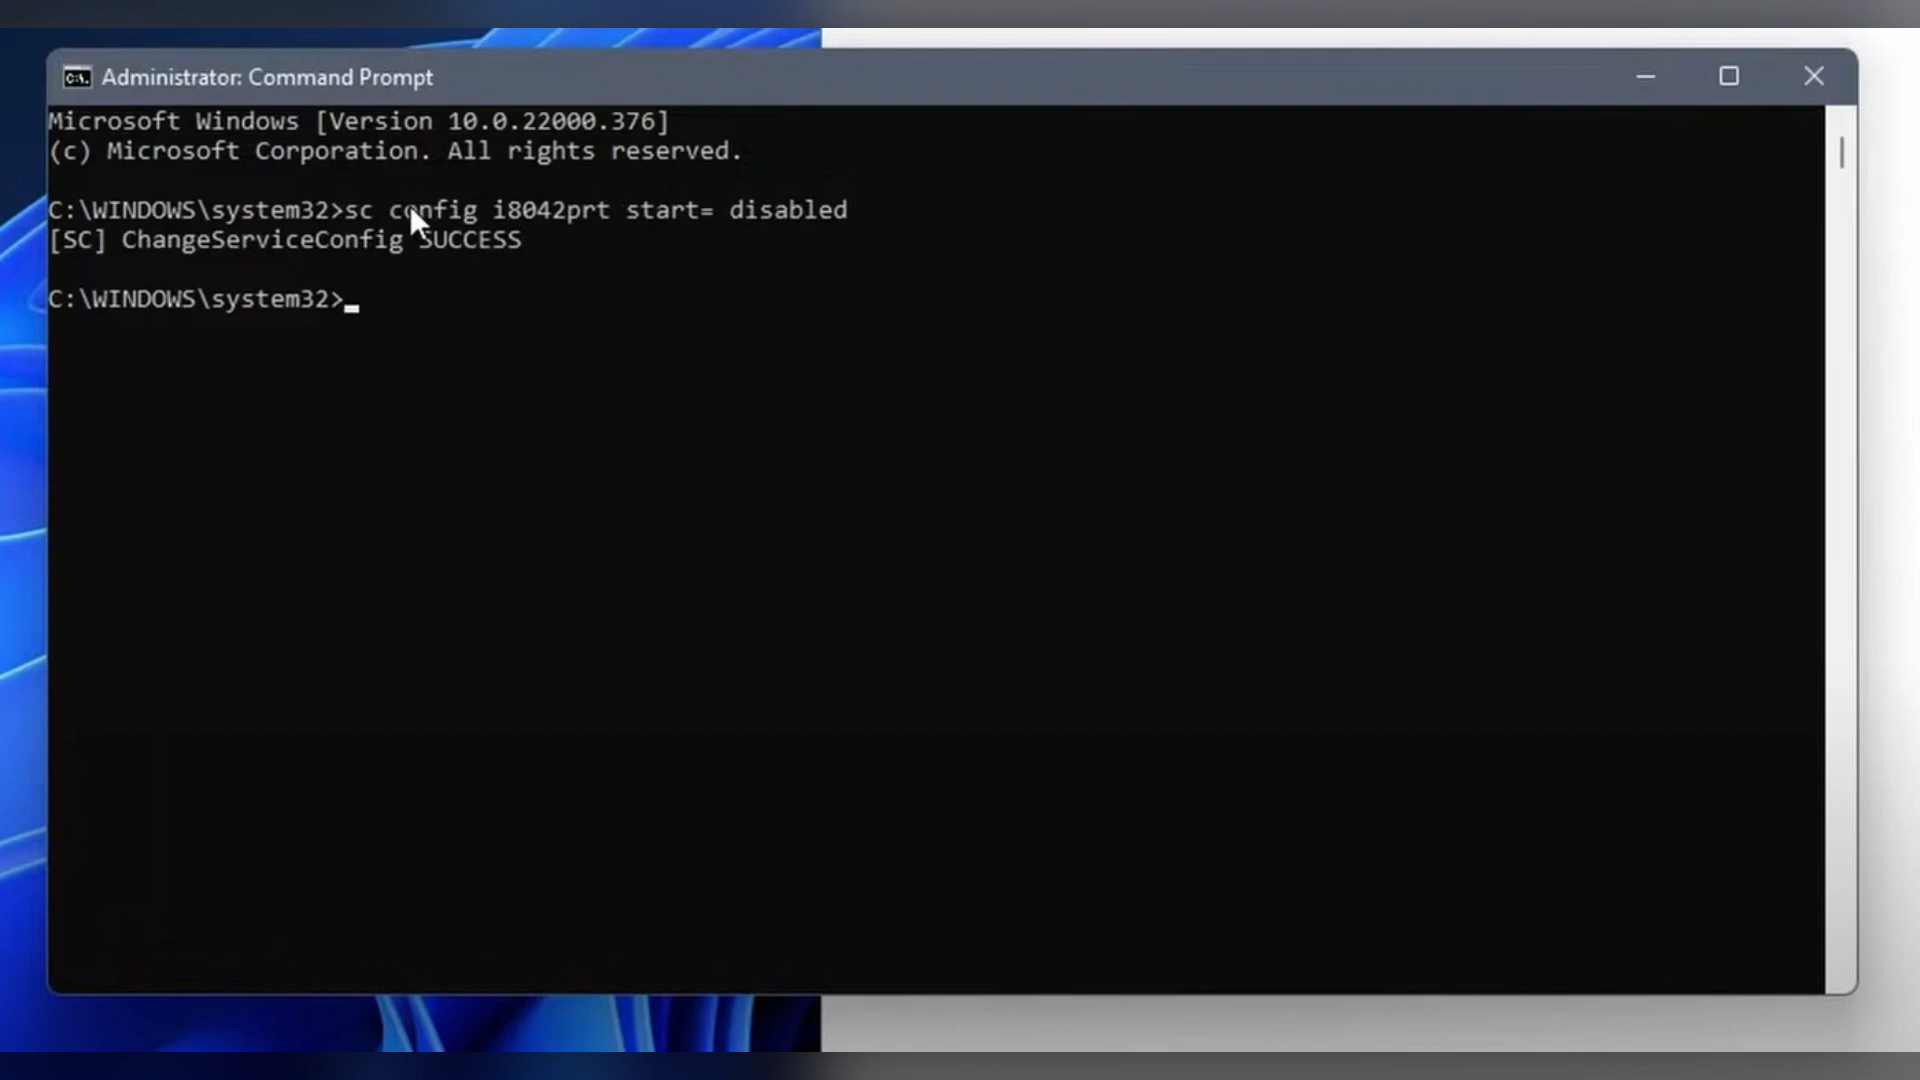 Administrator: Command Prompt
Microsoft Windows [Version 10.0.22000.376]
(c) Microsoft Corporation. All rights reserved.
C:\WINDOWS\system32>sc config i8042prt start= disabled
[SC] ChangeServiceConfig SUCCESS
C:\WINDOWS\system32>